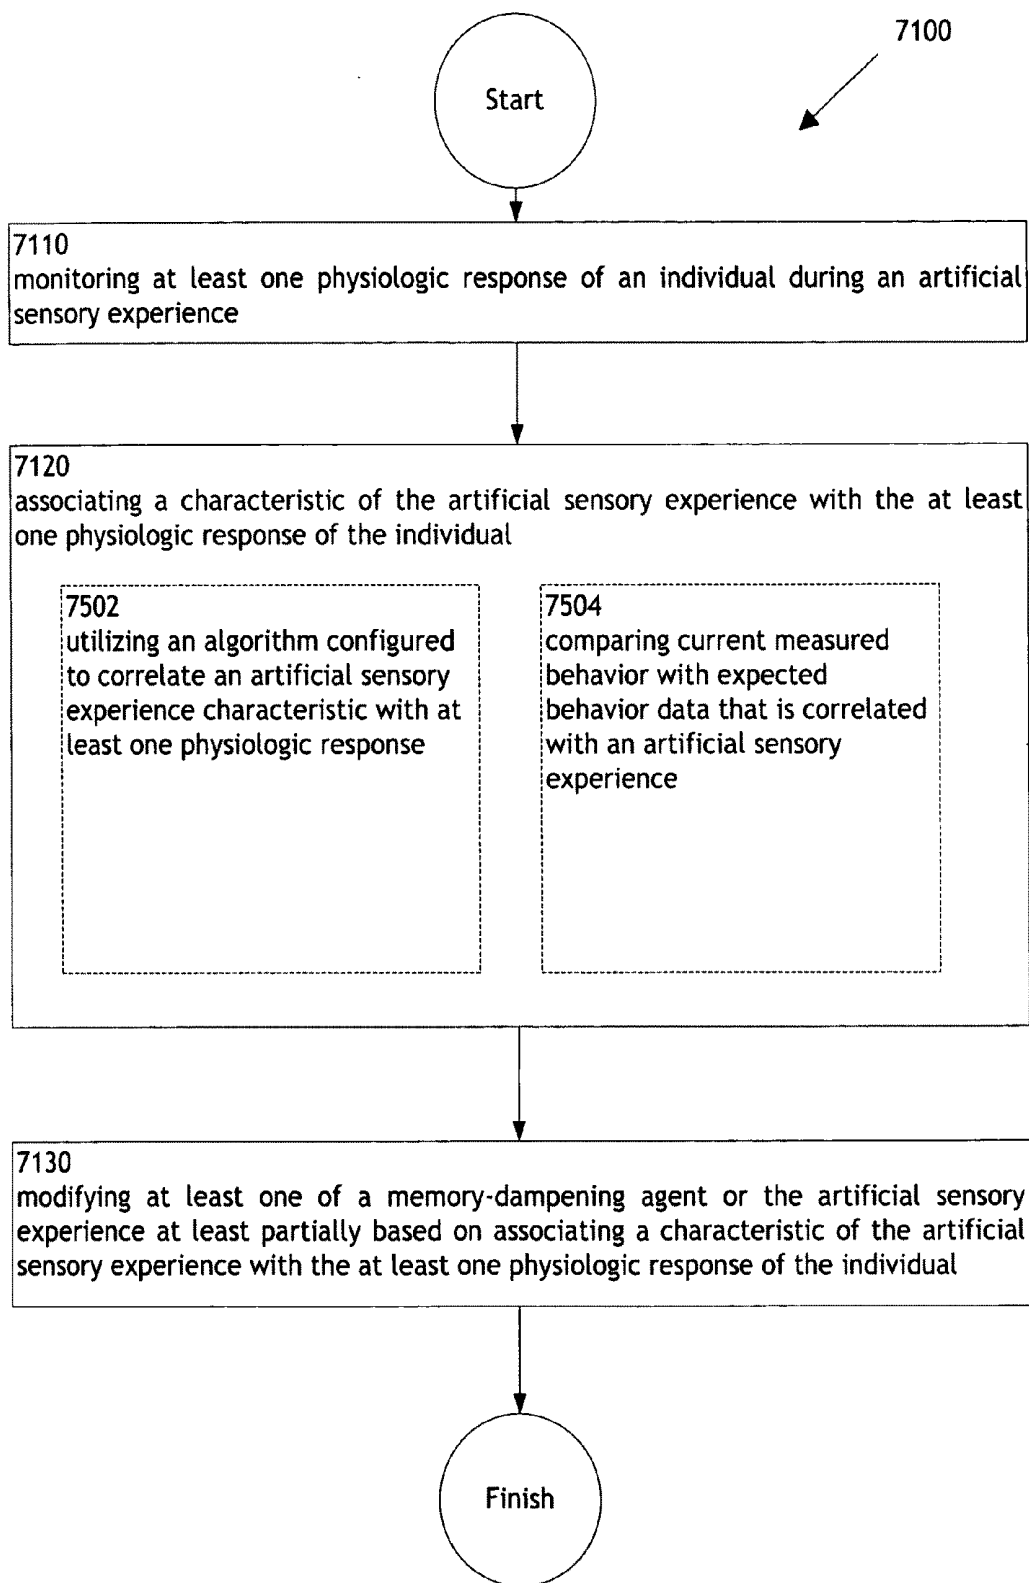 7100
Start
7110
monitoring at least one physiologic response of an individual during an artificial
sensory experience
7120
associating a characteristic of the artificial sensory experience with the at least
one physiologic response of the individual
7502
utilizing an algorithm configured
to correlate an artificial sensory
experience characteristic with at
least one physiologic response
7504
comparing current measured
behavior with expected
behavior data that is correlated
with an artificial sensory
experience
7130
modifying at least one of a memory-dampening agent or the artificial sensory
experience at least partially based on associating a characteristic of the artificial
sensory experience with the at least one physiologic response of the individual
Finish